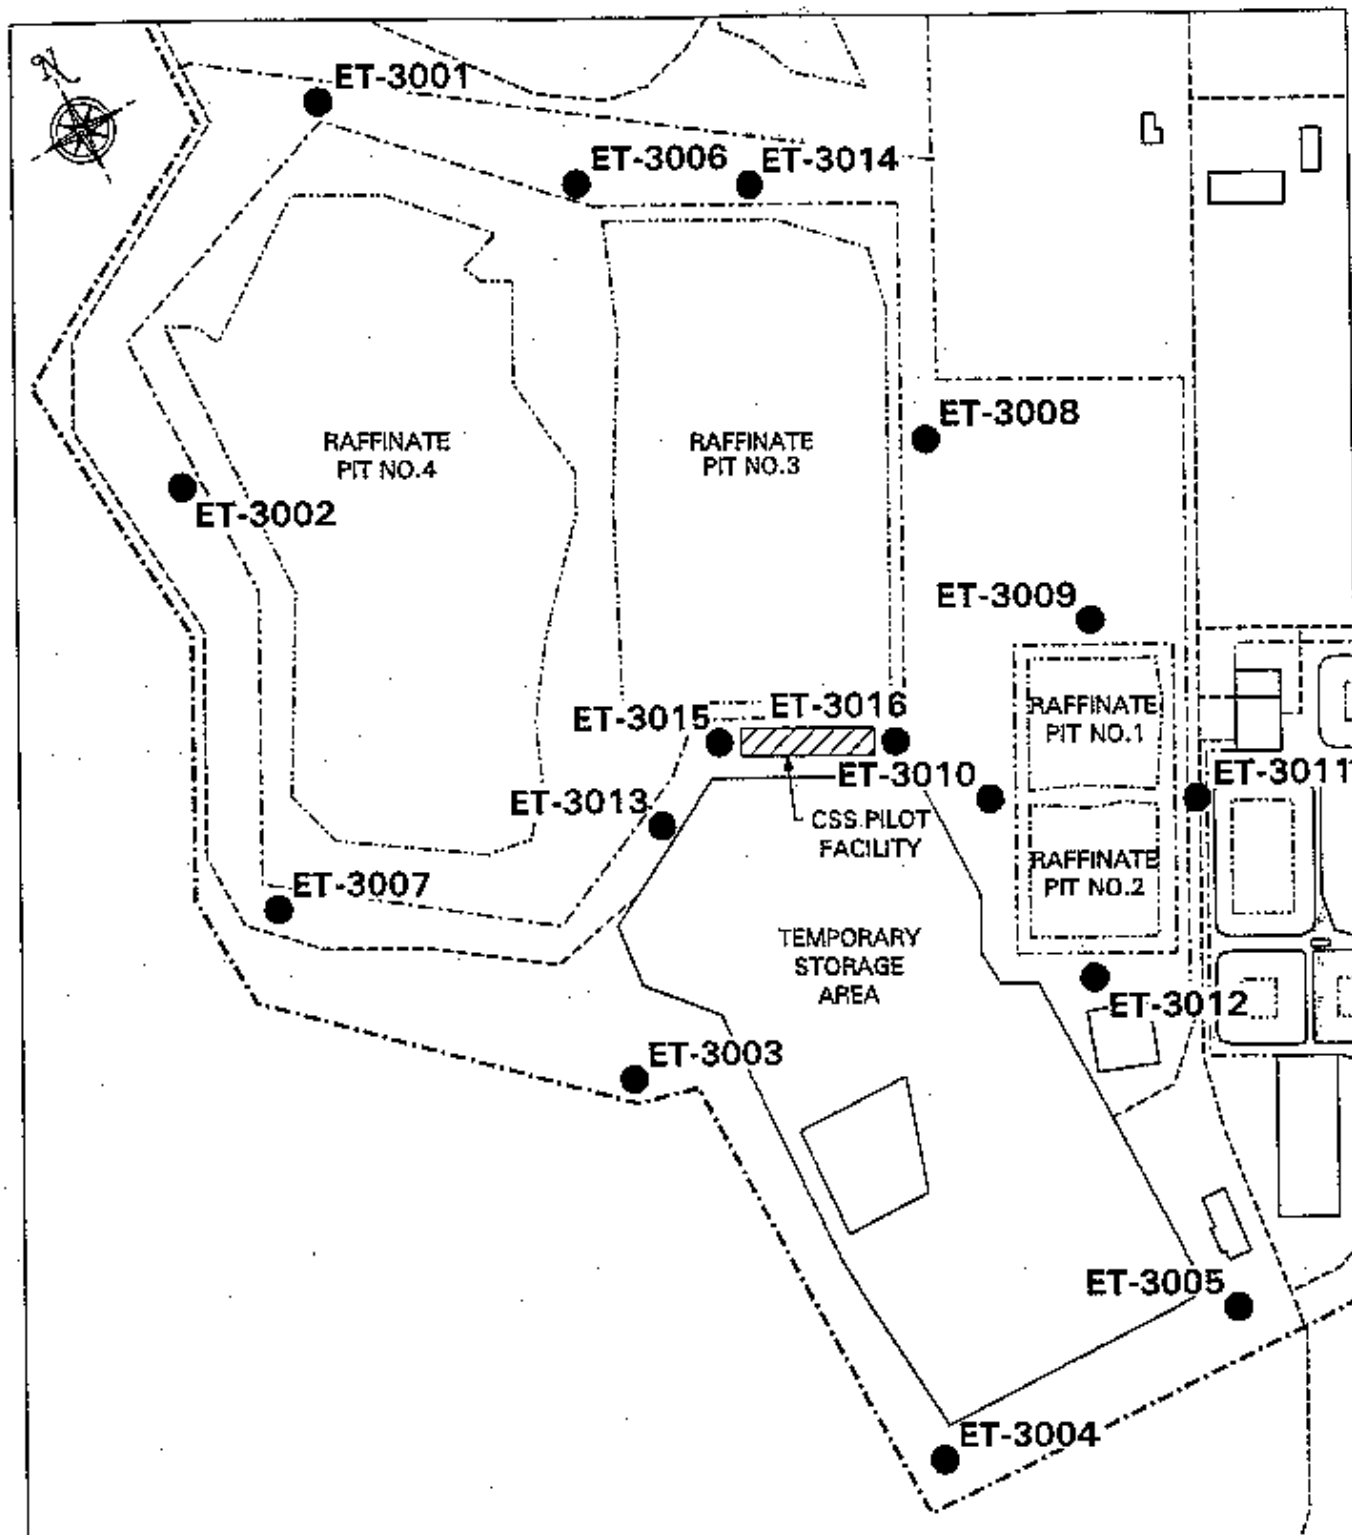 N
ET-3001
ET-3006
ET-3014
ET-3008
RAFFINATE
PIT NO.4
RAFFINATE
PIT NO.3
ET-3002
ET-3009
ET-3015
ET-3016
RAFFINATE
PIT NO.1
ET-3013
ET-3010
ET-3011
CSS PILOT
FACILITY
RAFFINATE
PIT NO.2
ET-3007
TEMPORARY
STORAGE
AREA
ET-3012
ET-3003
ET-3005
ET-3004